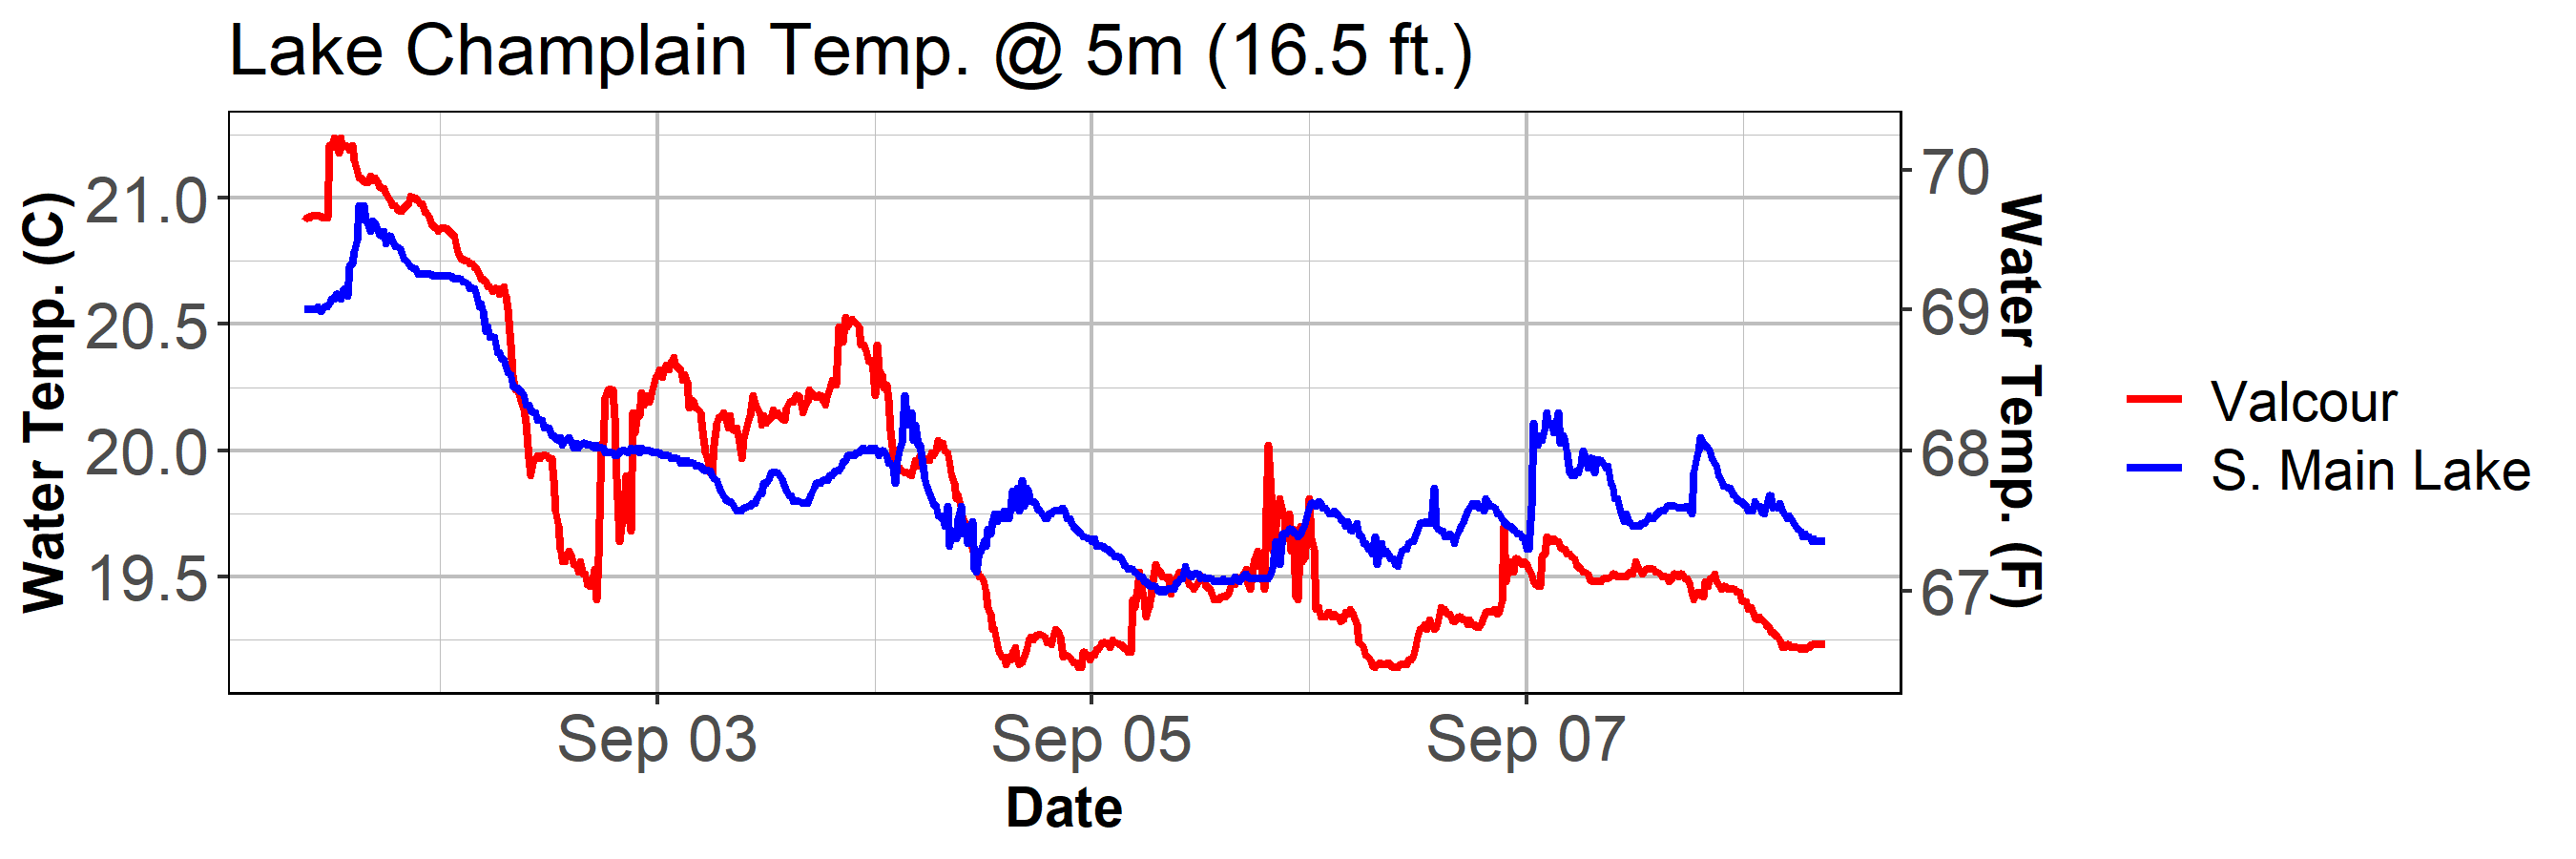 Lake Champlain Temp. @ 5m (16.5 ft.)
Water Temp. (C)
21.0
20.5
20.0
19.5
70
69
68
67
Water Temp. (F)
Sep 03 Sep 05 Sep 07
Date
Valcour
S. Main Lake